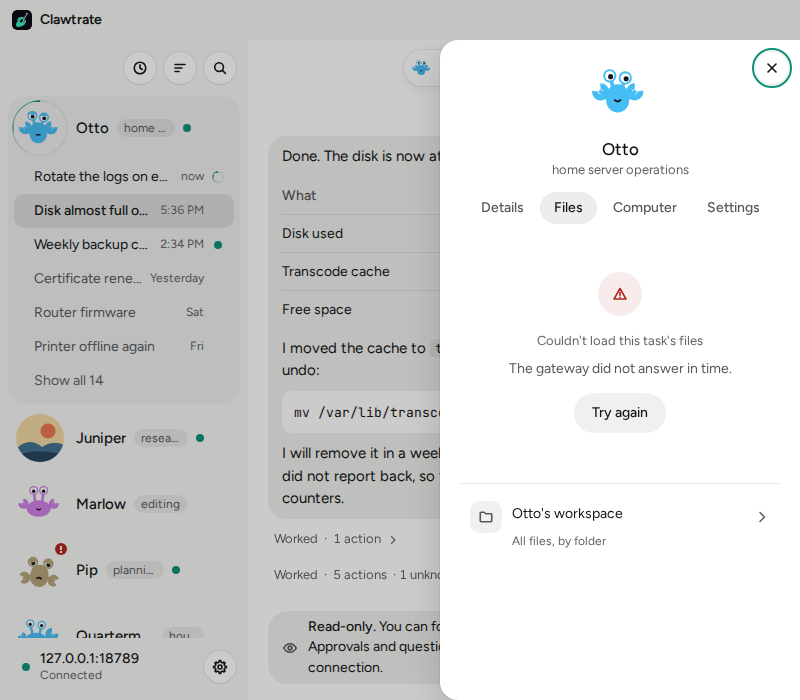 Clawtrate
Otto home ...
Rotate the logs on e... now
Disk almost full o... 5:36 PM
Weekly backup c... 2:34 PM
Certificate rene... Yesterday
Router firmware Sat
Printer offline again Fri
Show all 14
Juniper resea...
Marlow editing
Pip planni...
Quarterm hou...
127.0.0.1:18789
Connected
Done. The disk is now at
What
Disk used
Transcode cache
Free space
I moved the cache to
undo:
mv /var/lib/transc
I will remove it in a week
did not report back, so
counters.
Worked · 1 action
Worked · 5 actions · 1 unkno
Read-only. You can fo
Approvals and questio
connection.
Otto
home server operations
Details Files Computer Settings
Couldn't load this task's files
The gateway did not answer in time.
Try again
Otto's workspace
All files, by folder